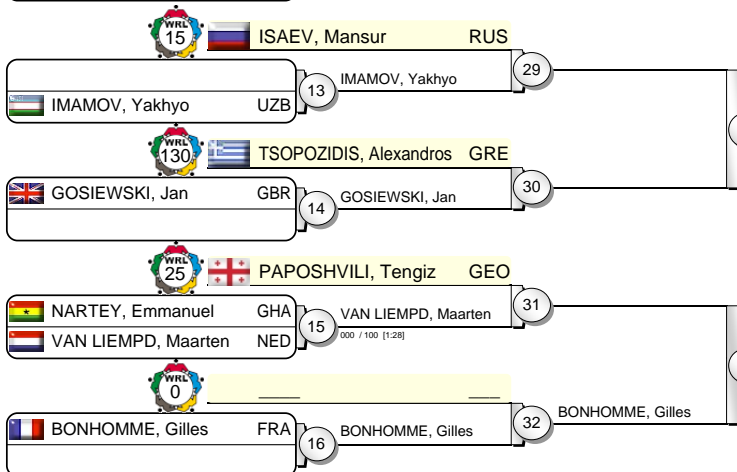 WRL
15
ISAEV, Mansur RUS
29
IMAMOV, Yakhyo
13
IMAMOV, Yakhyo UZB
WRL
130
TSOPOZIDIS, Alexandros GRE
30
GOSIEWSKI, Jan GBR
14
GOSIEWSKI, Jan
WRL
25
PAPOSHVILI, Tengiz GEO
31
NARTEY, Emmanuel GHA
15
VAN LIEMPD, Maarten
VAN LIEMPD, Maarten NED
000 / 100 [1:28]
WRL
0
_____ ____
32
BONHOMME, Gilles
BONHOMME, Gilles FRA
16
BONHOMME, Gilles